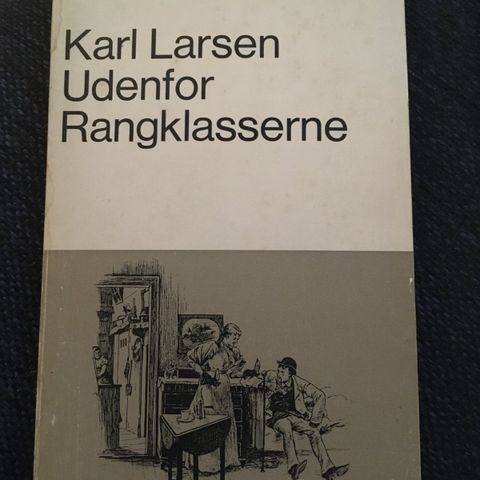 Karl Larsen
Udenfor
Rangklasserne